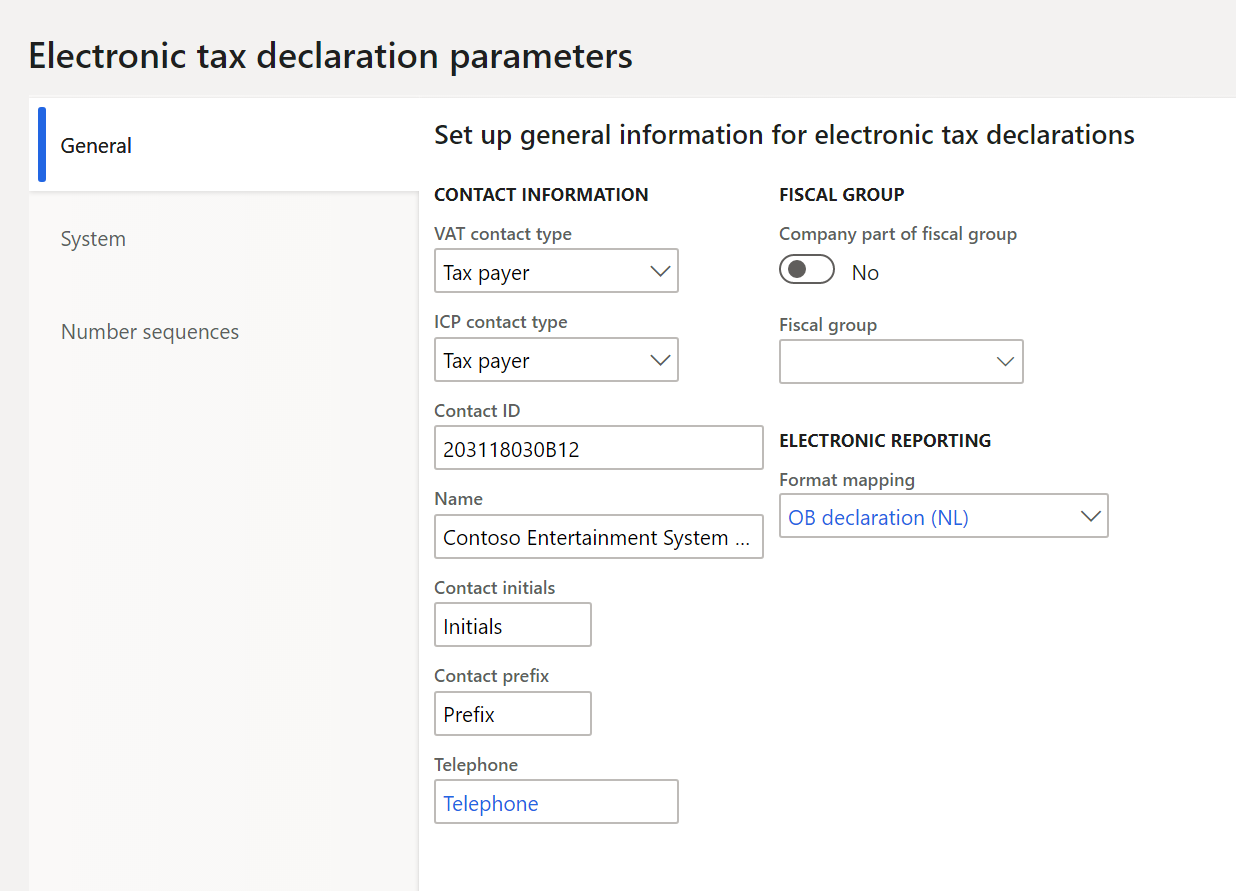 Electronic tax declaration parameters
General
System
Number sequences
Set up general information for electronic tax declarations
CONTACT INFORMATION
VAT contact type
Tax payer
ICP contact type
Tax payer
Contact ID
203118030B12
Name
Contoso Entertainment System ...
Contact initials
Initials
Contact prefix
Prefix
Telephone
Telephone
FISCAL GROUP
Company part of fiscal group
No
Fiscal group
ELECTRONIC REPORTING
Format mapping
OB declaration (NL)